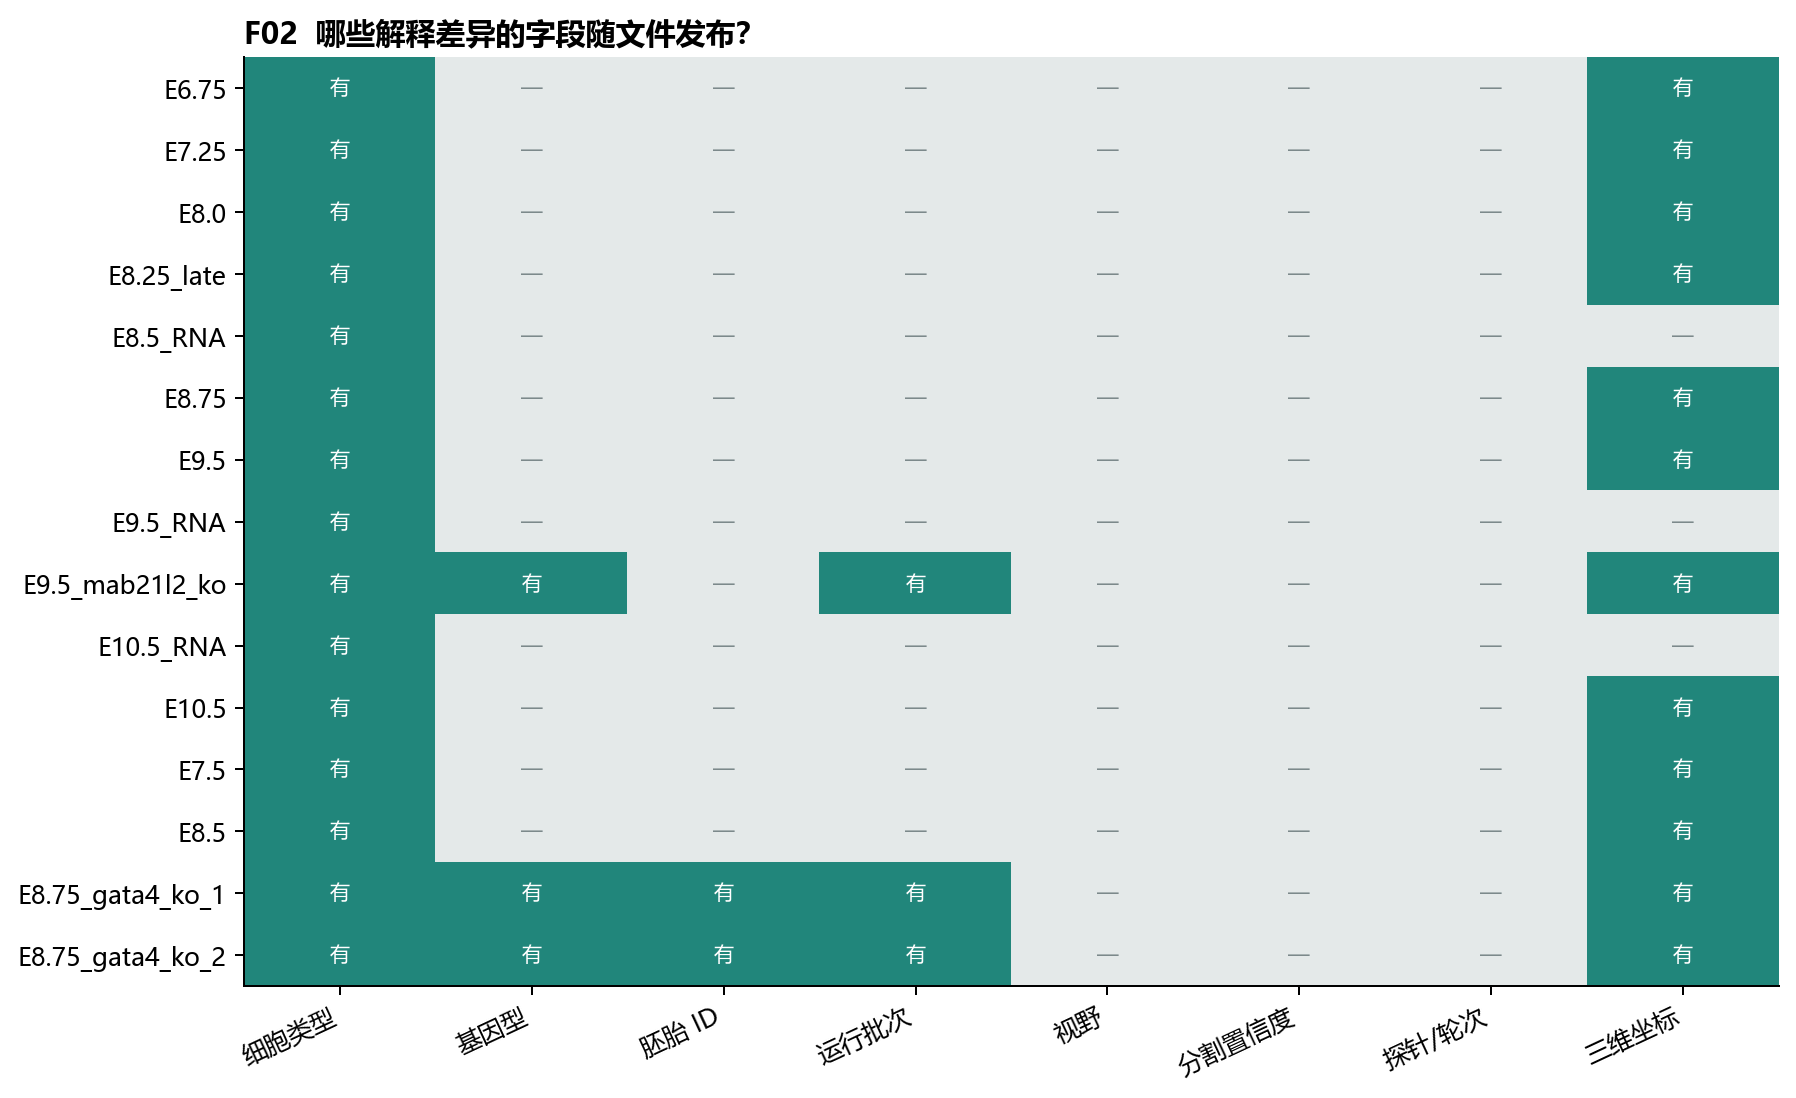 F02 哪些解释差异的字段随文件发布？
E6.75 有 — — — — — — 有
E7.25 有 — — — — — — 有
E8.0 有 — — — — — — 有
E8.25_late 有 — — — — — — 有
E8.5_RNA 有 — — — — — — —
E8.75 有 — — — — — — 有
E9.5 有 — — — — — — 有
E9.5_RNA 有 — — — — — — —
E9.5_mab21l2_ko 有 有 — 有 — — — 有
E10.5_RNA 有 — — — — — — —
E10.5 有 — — — — — — 有
E7.5 有 — — — — — — 有
E8.5 有 — — — — — — 有
E8.75_gata4_ko_1 有 有 有 有 — — — 有
E8.75_gata4_ko_2 有 有 有 有 — — — 有
细胞类型 基因型 胚胎 ID 运行批次 视野 分割置信度 探针/轮次 三维坐标